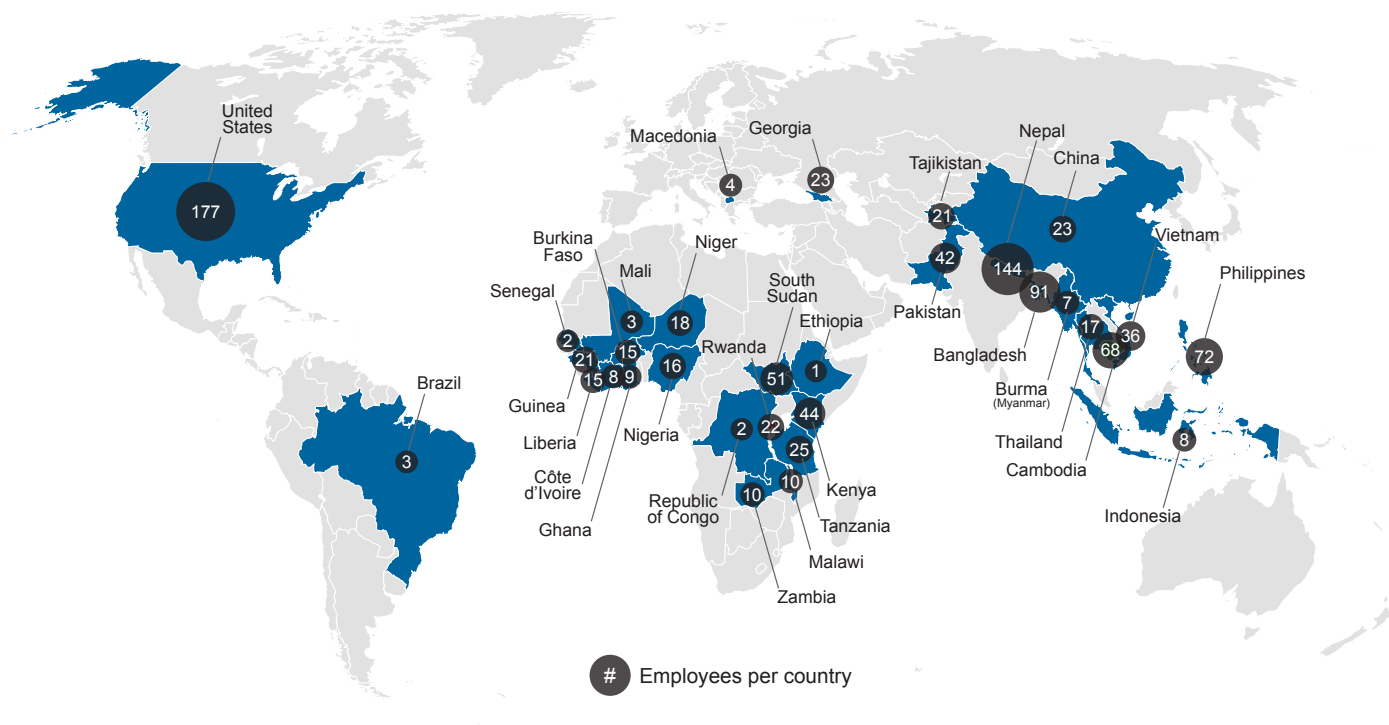 United
States
177
Macedonia
4
Georgia
23
Nepal
144
China
23
Tajikistan
21
Pakistan
42
Vietnam
36
Philippines
72
Bangladesh
91
Burma
(Myanmar)
7
Thailand
17
Cambodia
68
Indonesia
8
Burkina
Faso
15
Mali
3
Niger
18
Senegal
2
Guinea
21
Liberia
15
Côte
d’Ivoire
8
Ghana
9
Nigeria
16
South
Sudan
51
Ethiopia
1
Rwanda
22
Kenya
44
Republic
of Congo
2
Tanzania
25
Malawi
10
Zambia
10
Brazil
3
# Employees per country